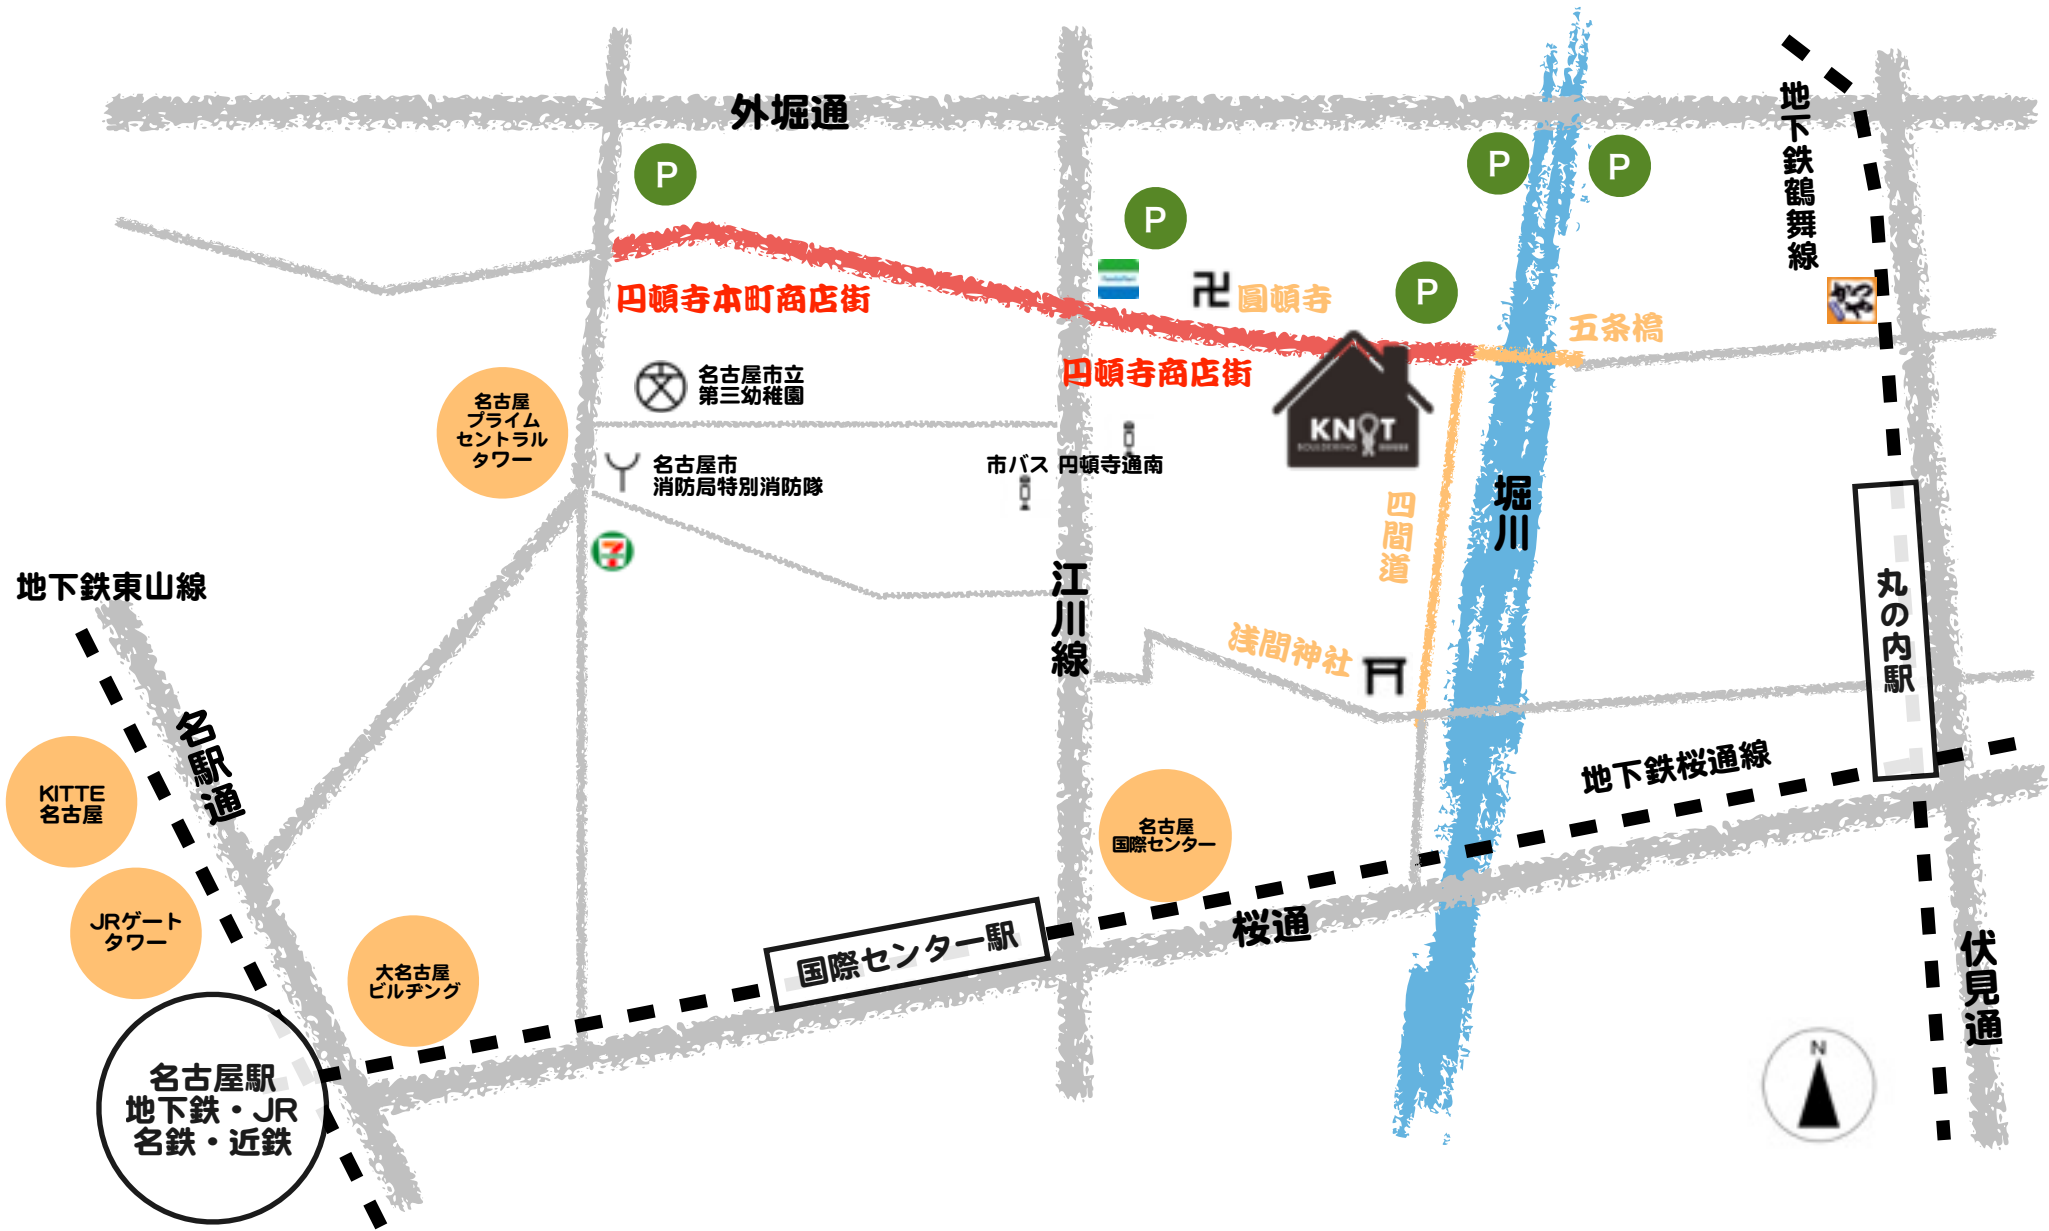 外堀通
P
P
P
P
P
地下鉄鶴舞線
かつや
円頓寺本町商店街
圓頓寺
五条橋
円頓寺商店街
名古屋市立
第三幼稚園
名古屋
プライム
セントラル
タワー
KNOT
名古屋市
消防局特別消防隊
市バス 円頓寺通南
四間道
堀川
7
地下鉄東山線
江川線
丸の内駅
浅間神社
名駅通
地下鉄桜通線
KITTE
名古屋
名古屋
国際センター
JRゲート
タワー
大名古屋
ビルヂング
国際センター駅
桜通
伏見通
名古屋駅
地下鉄・JR
名鉄・近鉄
N